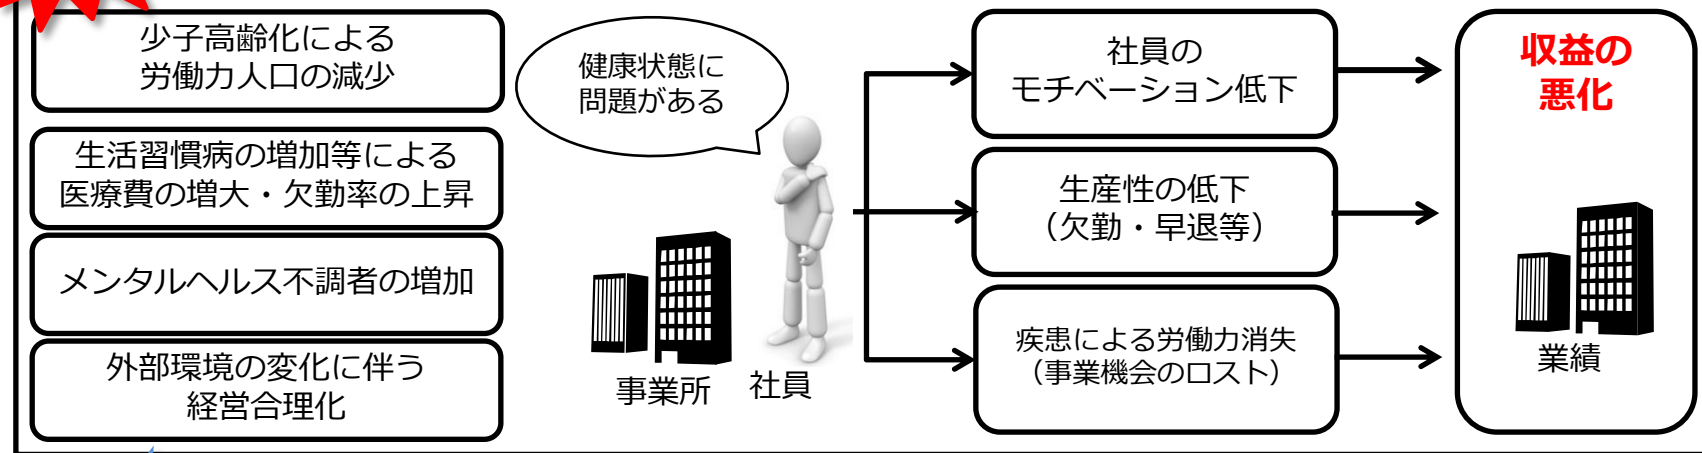 少子高齢化による
労働力人口の減少
生活習慣病の増加等による
医療費の増大・欠勤率の上昇
メンタルヘルス不調者の増加
外部環境の変化に伴う
経営合理化
健康状態に
問題がある
事業所
社員
社員の
モチベーション低下
生産性の低下
（欠勤・早退等）
疾患による労働力消失
（事業機会のロスト）
収益の
悪化
業績